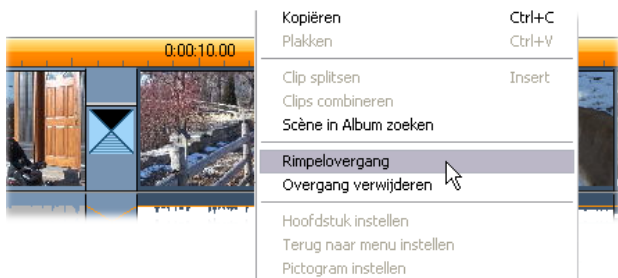 Kopiëren Ctrl+C
Plakken Ctrl+V
0:00:10.00
Clip splitsen Insert
Clips combineren
Scène in Album zoeken
Rimpelovergang
Overgang verwijderen
Hoofdstuk instellen
Terug naar menu instellen
Pictogram instellen